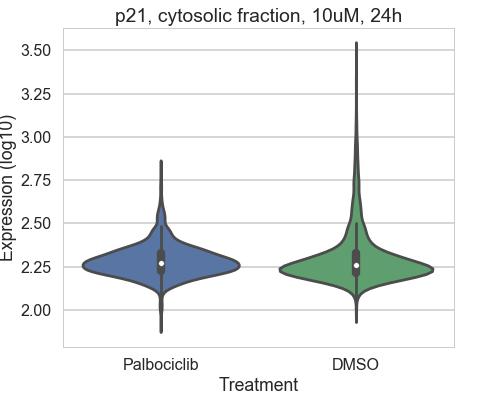 p21, cytosolic fraction, 10uM, 24h
Expression (log10)
3.50
3.25
3.00
2.75
2.50
2.25
2.00
Palbociclib DMSO
Treatment